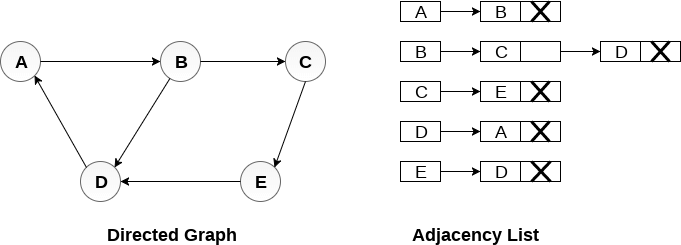 A
B
C
D
E
Directed Graph
A B
B C D
C E
D A
E D
Adjacency List